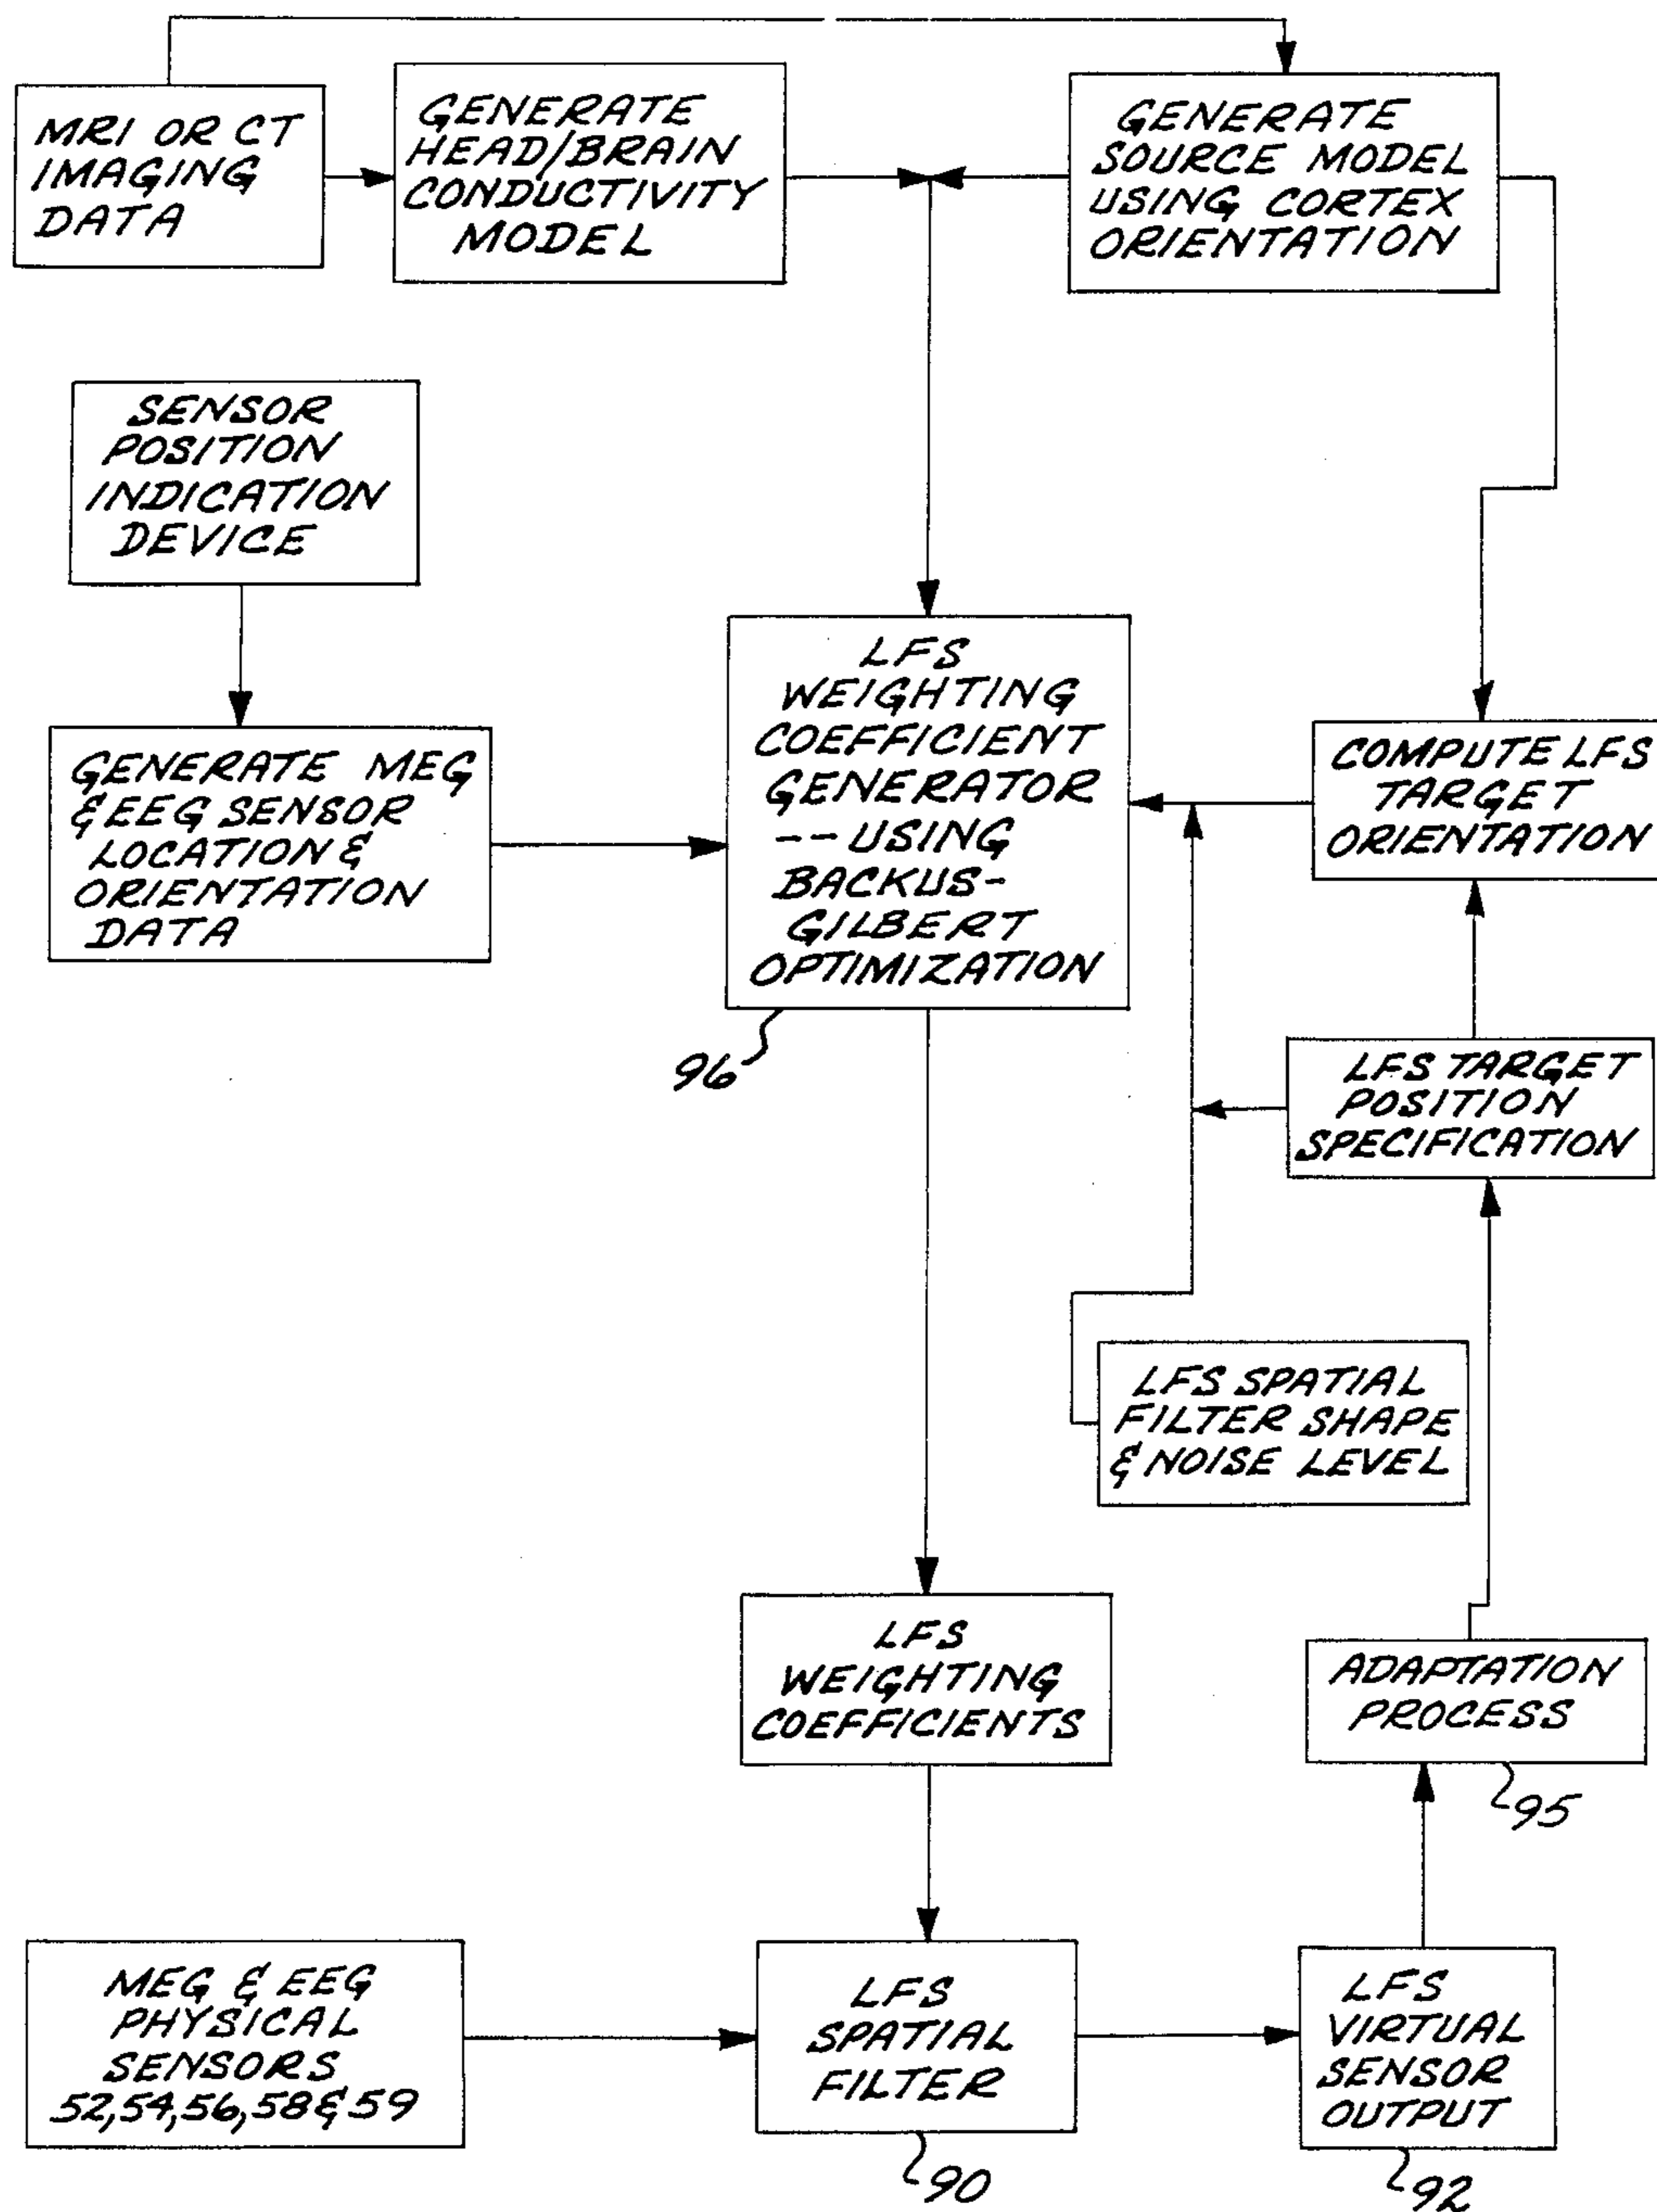 MRI OR CT
IMAGING
DATA
GENERATE
HEAD/BRAIN
CONDUCTIVITY
MODEL
GENERATE
SOURCE MODEL
USING CORTEX
ORIENTATION
SENSOR
POSITION
INDICATION
DEVICE
GENERATE MEG
& EEG SENSOR
LOCATION &
ORIENTATION
DATA
LFS
WEIGHTING
COEFFICIENT
GENERATOR
-- USING
BACKUS-
GILBERT
OPTIMIZATION
96
COMPUTE LFS
TARGET
ORIENTATION
LFS TARGET
POSITION
SPECIFICATION
LFS SPATIAL
FILTER SHAPE
& NOISE LEVEL
LFS
WEIGHTING
COEFFICIENTS
ADAPTATION
PROCESS
95
MEG & EEG
PHYSICAL
SENSORS
52,54,56,58 & 59
LFS
SPATIAL
FILTER
90
LFS
VIRTUAL
SENSOR
OUTPUT
92